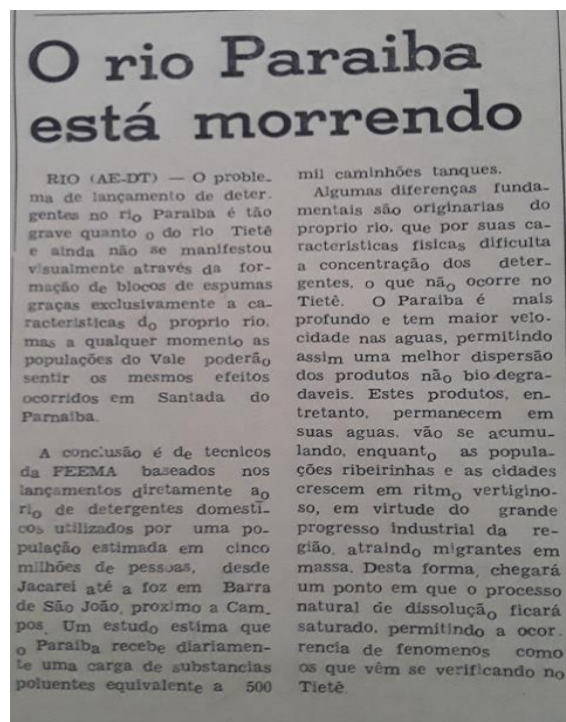 O rio Paraiba
está morrendo
RIO (AE-DT) — O proble-
ma de lançamento de deter-
gentes no rio Paraiba é tão
grave quanto o do rio Tietê
e ainda não se manifestou
visualmente através da for-
mação de blocos de espumas
graças exclusivamente a ca-
racteristicas do proprio rio,
mas a qualquer momento as
populações do Vale poderão
sentir os mesmos efeitos
ocorridos em Santada do
Parnaiba.
A conclusão é de tecnicos
da FEEMA baseados nos
lançamentos diretamente ao
rio de detergentes domesti-
cos utilizados por uma po-
pulação estimada em cinco
milhões de pessoas, desde
Jacarei até a foz em Barra
de São João, proximo a Cam-
pos. Um estudo estima que
o Paraiba recebe diariamen-
te uma carga de substancias
poluentes equivalente a 500
mil caminhões tanques.
Algumas diferenças funda-
mentais são originarias do
proprio rio, que por suas ca-
racteristicas fisicas dificulta
a concentração dos deter-
gentes, o que não ocorre no
Tietê. O Paraiba é mais
profundo e tem maior velo-
cidade nas aguas, permitindo
assim uma melhor dispersão
dos produtos não bio-degra-
daveis. Estes produtos, en-
tretanto, permanecem em
suas aguas, vão se acumu-
lando, enquanto as popula-
ções ribeirinhas e as cidades
crescem em ritmo vertigino-
so, em virtude do grande
progresso industrial da re-
gião, atraindo migrantes em
massa. Desta forma, chegará
um ponto em que o processo
natural de dissolução ficará
saturado, permitindo a ocor-
rencia de fenomenos como
os que vêm se verificando no
Tietê.